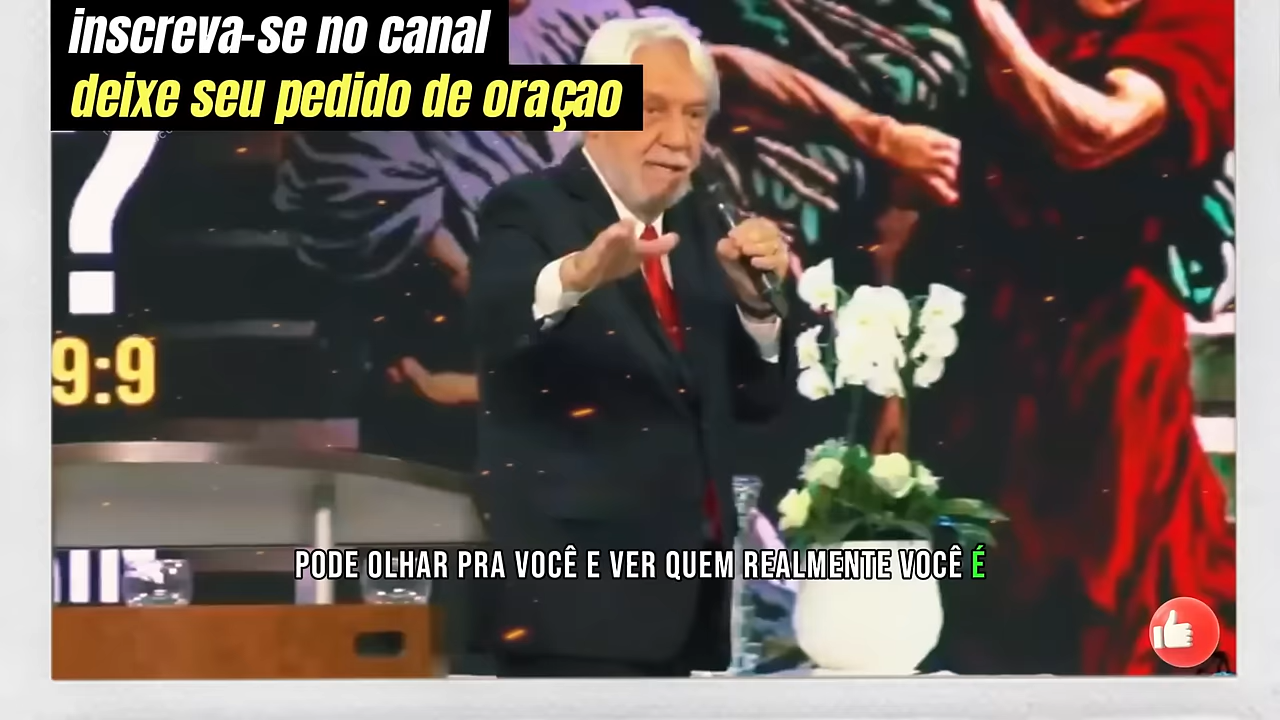 inscreva-se no canal
deixe seu pedido de oraçao
?
9:9
PODE OLHAR PRA VOCÊ E VER QUEM REALMENTE VOCÊ É